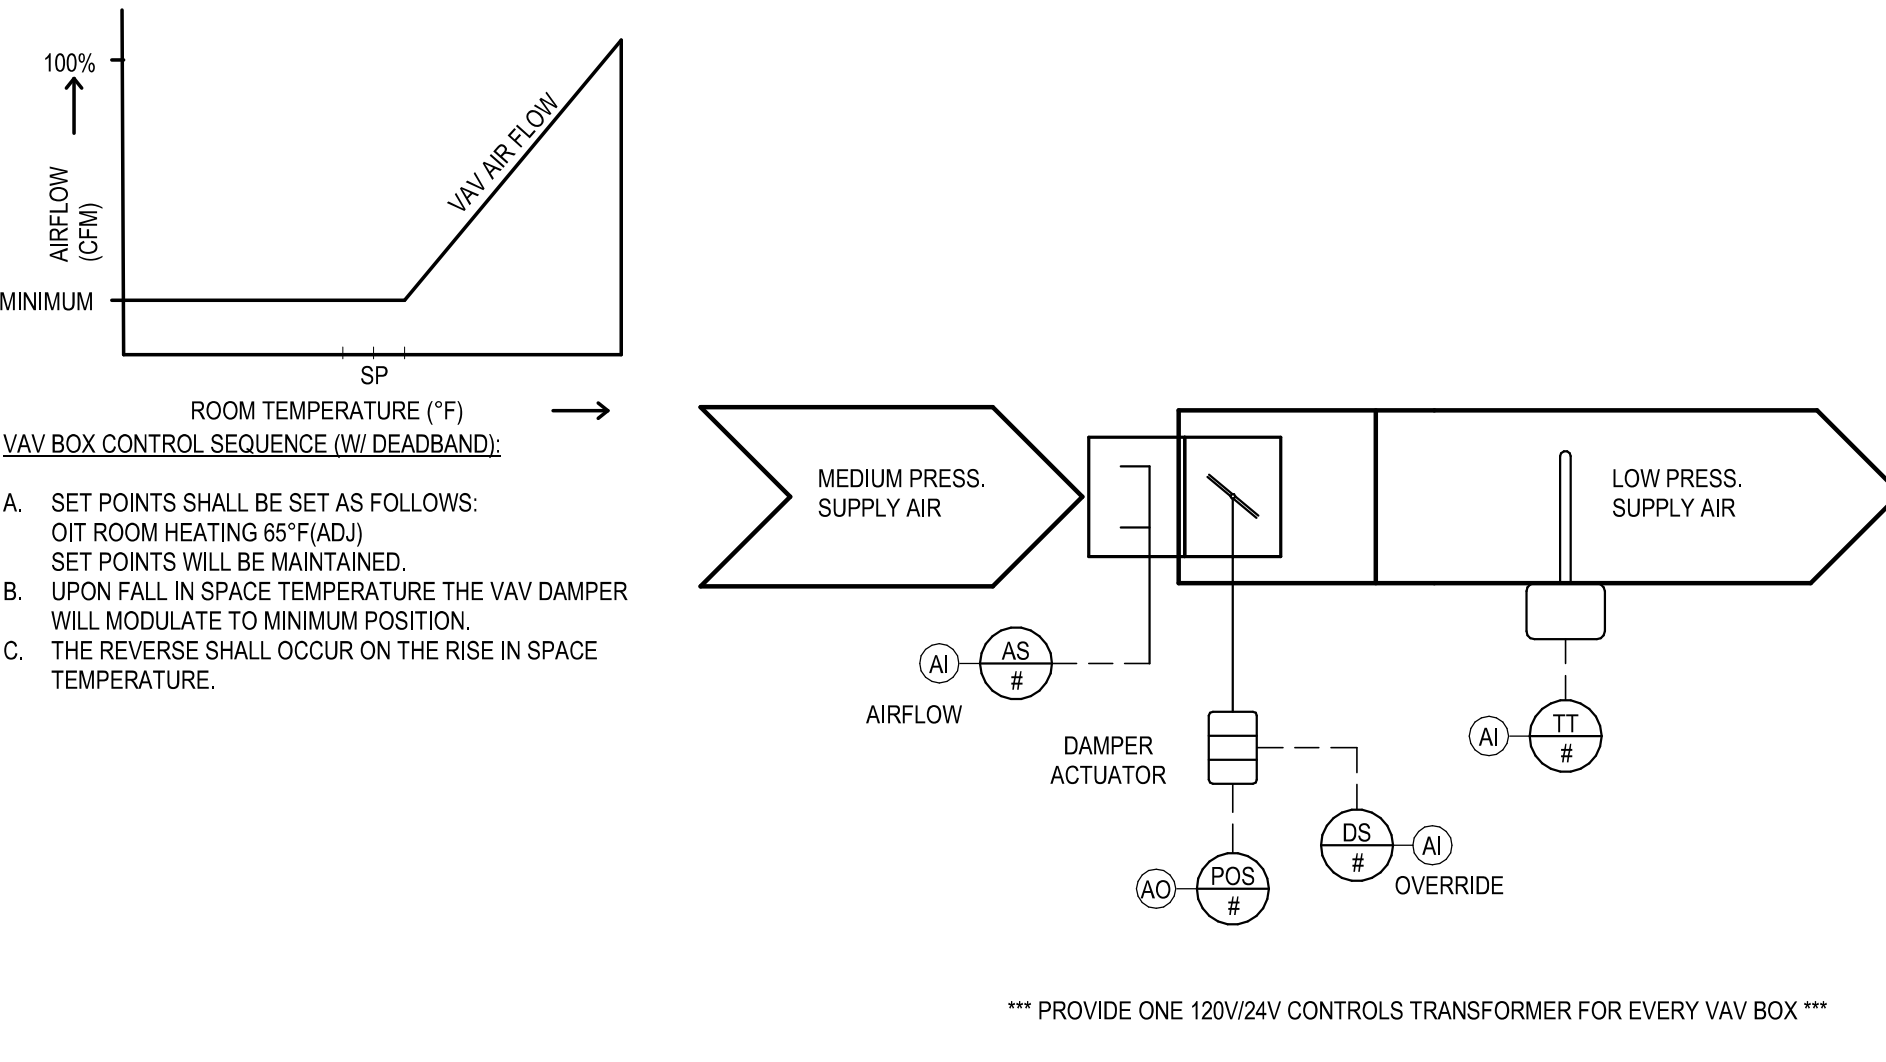 100%
AIRFLOW
(CFM)
VAV AIR FLOW
MINIMUM
SP
ROOM TEMPERATURE (°F)
VAV BOX CONTROL SEQUENCE (W/ DEADBAND):
A. SET POINTS SHALL BE SET AS FOLLOWS:
OIT ROOM HEATING 65°F(ADJ)
SET POINTS WILL BE MAINTAINED.
B. UPON FALL IN SPACE TEMPERATURE THE VAV DAMPER
WILL MODULATE TO MINIMUM POSITION.
C. THE REVERSE SHALL OCCUR ON THE RISE IN SPACE
TEMPERATURE.
MEDIUM PRESS.
SUPPLY AIR
LOW PRESS.
SUPPLY AIR
AI
AS
#
AIRFLOW
DAMPER
ACTUATOR
AI
TT
#
DS
#
AI
OVERRIDE
AO
POS
#
*** PROVIDE ONE 120V/24V CONTROLS TRANSFORMER FOR EVERY VAV BOX ***